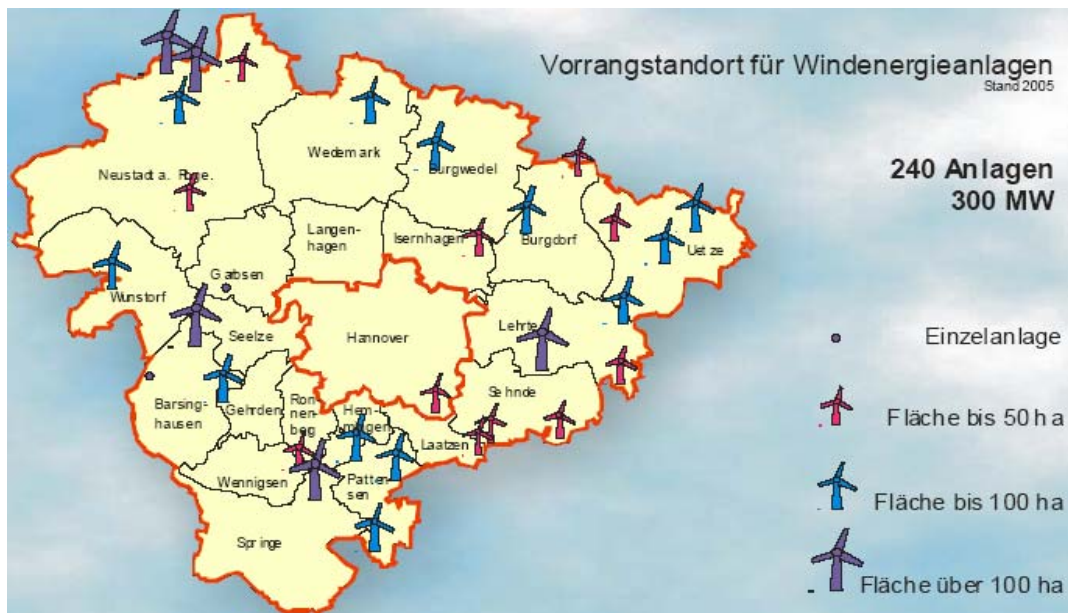 Vorrangstandort für Windenergieanlagen
Stand 2005
240 Anlagen
300 MW
Wedemark
Burgwedel
Neustadt a. Rbge.
Langen-
hagen
Isernhagen
Burgdorf
Uetze
Garbsen
Wunstorf
Seelze
Hannover
Lehrte
Einzelanlage
Sehnde
Barsing-
hausen
Gehrden
Ron-
nen-
beg
Hem-
mingen
Laatzen
Fläche bis 50 ha
Wennigsen
Patten-
sen
Fläche bis 100 ha
Springe
Fläche über 100 ha